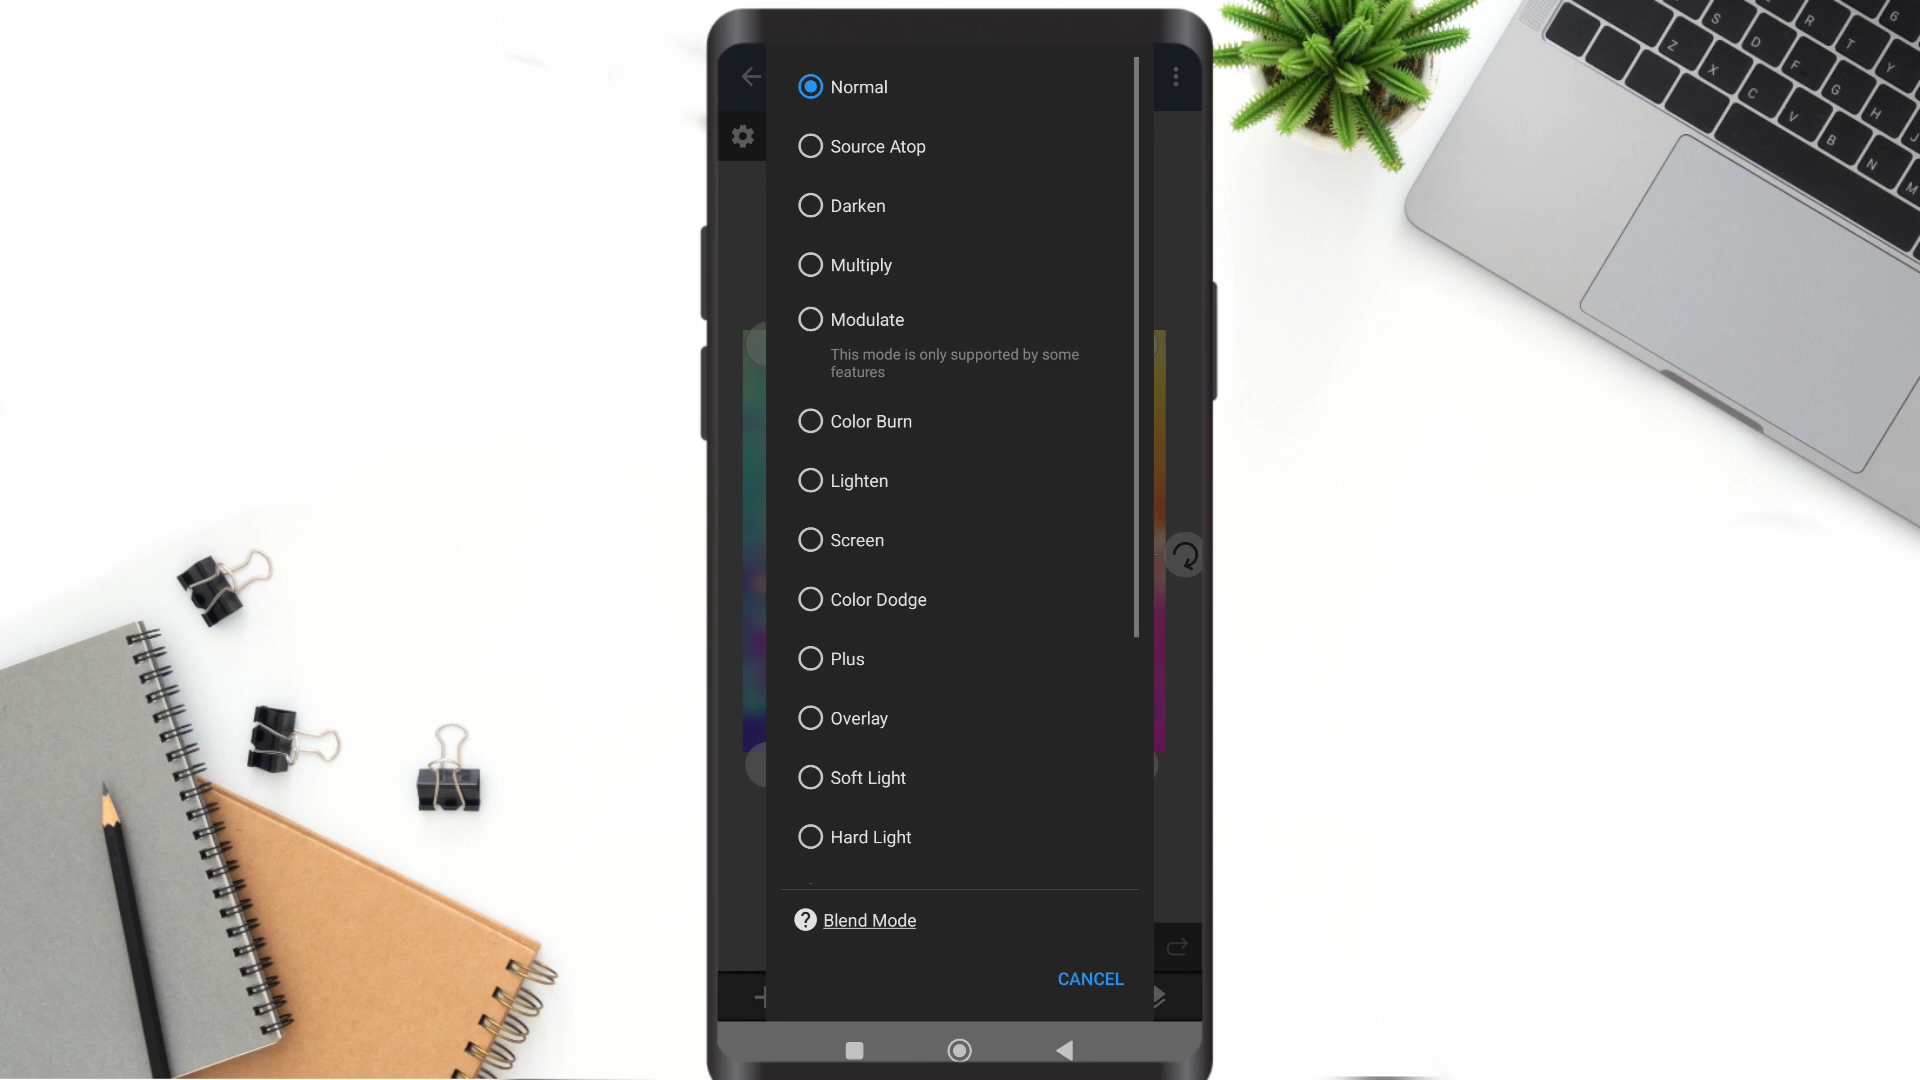 Normal
Source Atop
Darken
Multiply
Modulate
This mode is only supported by some
features
Color Burn
Lighten
Screen
Color Dodge
Plus
Overlay
Soft Light
Hard Light
? Blend Mode
CANCEL
6
S
R
Z
D
T
X
F
Y
C
G
V
H
B
J
N
M